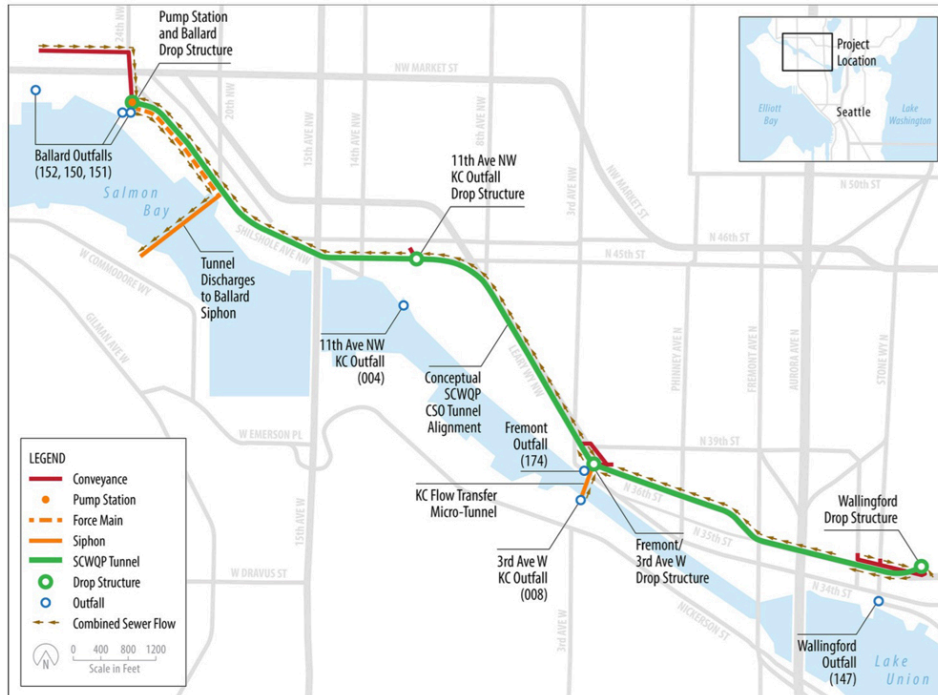 24th NW
Pump Station
and Ballard
Drop Structure
20th NW
NW MARKET ST
15th AVE NW
14th AVE NW
8th AVE NW
11th Ave NW
KC Outfall
Drop Structure
3rd AVE NW
NW MARKET ST
Project
Location
Elliott
Bay
Seattle
Lake
Washington
N 50th ST
N 46th ST
N 45th ST
Ballard Outfalls
(152, 150, 151)
Salmon
Bay
SHILSHOLE AVE NW
W COMMODORE WY
Tunnel
Discharges
to Ballard
Siphon
GILMAN AVE W
11th Ave NW
KC Outfall
(004)
Conceptual
SCWQP
CSO Tunnel
Alignment
LEARY WY NW
PHINNEY AVE N
FREMONT AVE N
AURORA AVE N
STONE WY N
W EMERSON PL
Fremont
Outfall
(174)
N 39th ST
KC Flow Transfer
Micro-Tunnel
N 36th ST
N 35th ST
N 34th ST
Wallingford
Drop Structure
15th AVE W
W DRAVUS ST
3rd Ave W
KC Outfall
(008)
Fremont/
3rd Ave W
Drop Structure
3rd AVE W
NICKERSON ST
Wallingford
Outfall
(147)
Lake
Union
LEGEND
Conveyance
Pump Station
Force Main
Siphon
SCWQP Tunnel
Drop Structure
Outfall
Combined Sewer Flow
N
0 400 800 1200
Scale in Feet